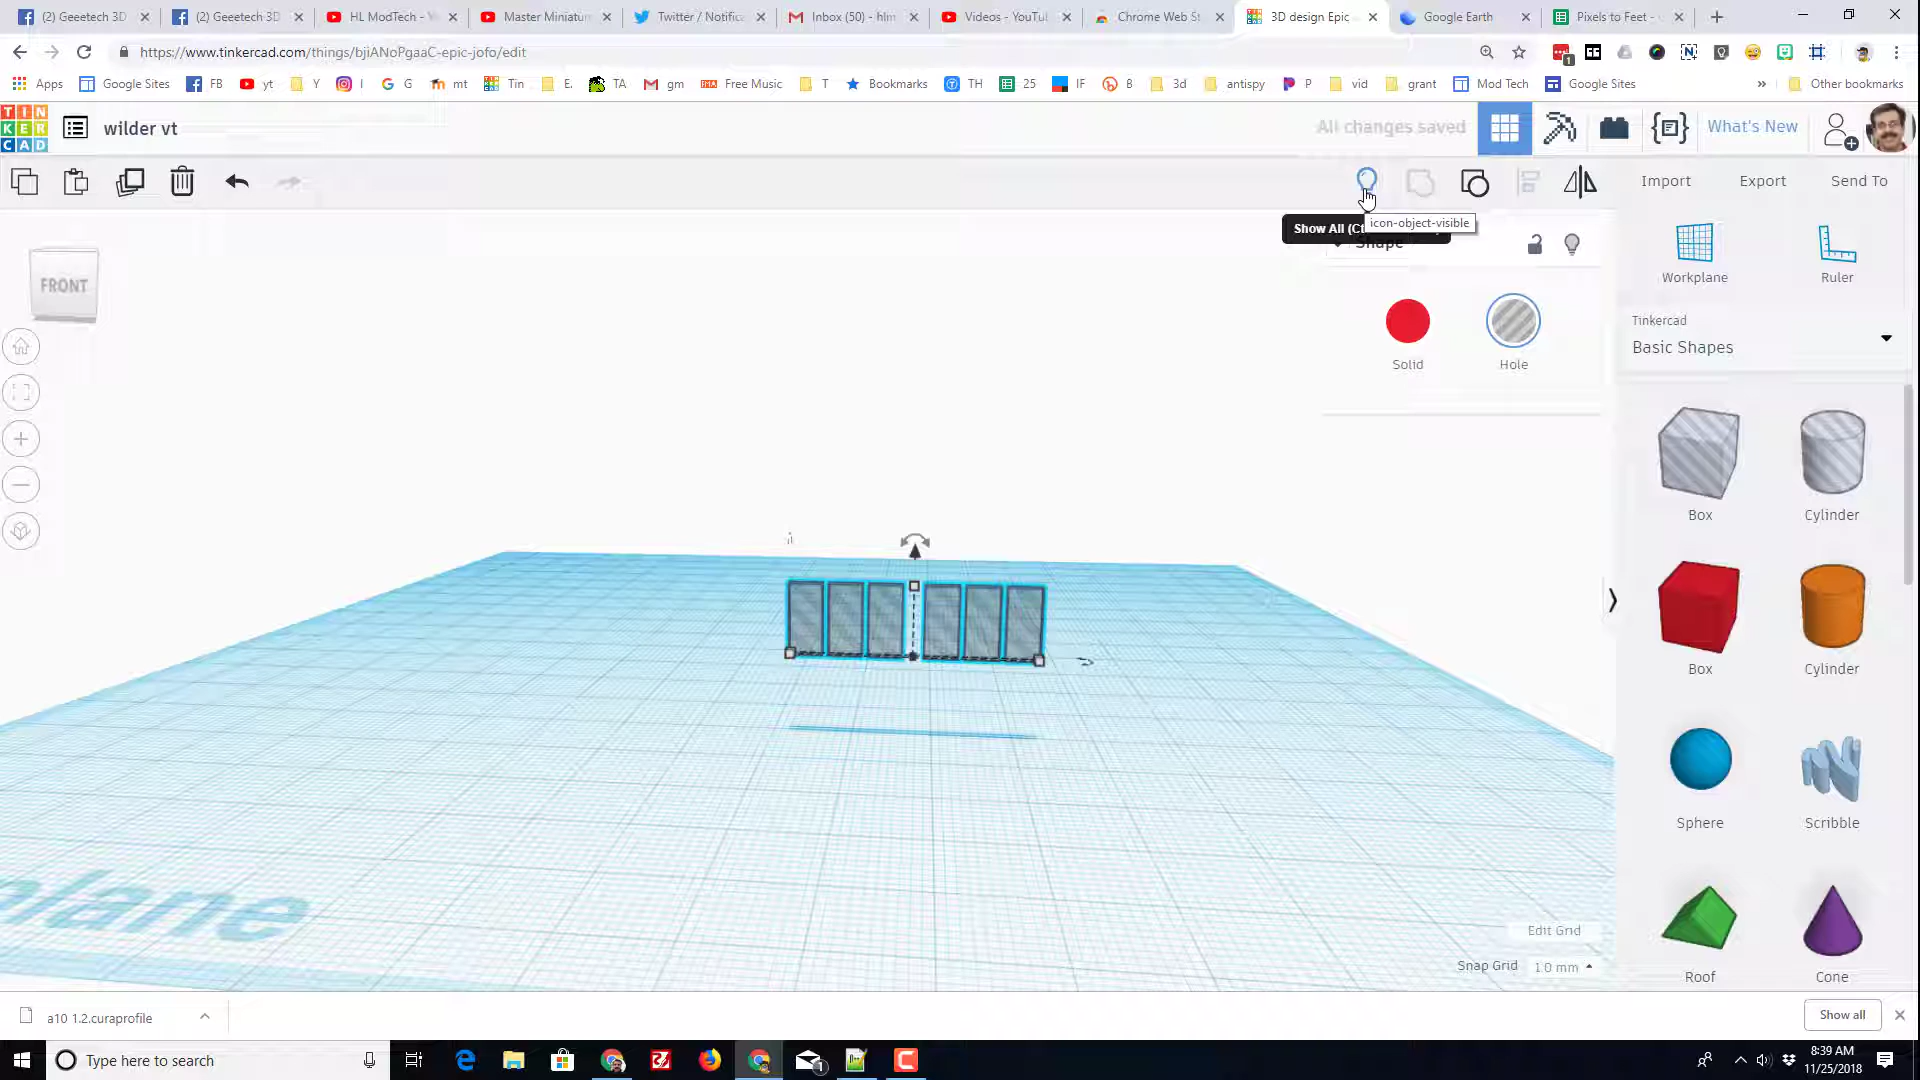 (2) Geeetech 3D
(2) Geeetech 3D
HL ModTech -
Master Miniatur
Twitter / Notific
Inbox (50) - hlm
Videos - YouTu
Chrome Web St
3D design Epic
Google Earth
Pixels to Feet -
https://www.tinkercad.com/things/bjiANoPgaaC-epic-jofo/edit
1
Apps
Google Sites
FB
yt
Y
I
G
mt
Tin
E.
TA
gm
Free Music
T
Bookmarks
TH
25
IF
B
3d
antispy
P
vid
grant
Mod Tech
Google Sites
»
Other bookmarks
TIN
KER
CAD
wilder vt
All changes saved
What's New
Import
Export
Send To
Show All (Ct
icon-object-visible
Shape
Solid
Hole
FRONT
Workplane
Ruler
Tinkercad
Basic Shapes
Box
Cylinder
Box
Cylinder
Sphere
Scribble
Roof
Cone
plane
Edit Grid
Snap Grid
1.0 mm
a10 1.2.curaprofile
Show all
Type here to search
1
8:39 AM
11/25/2018